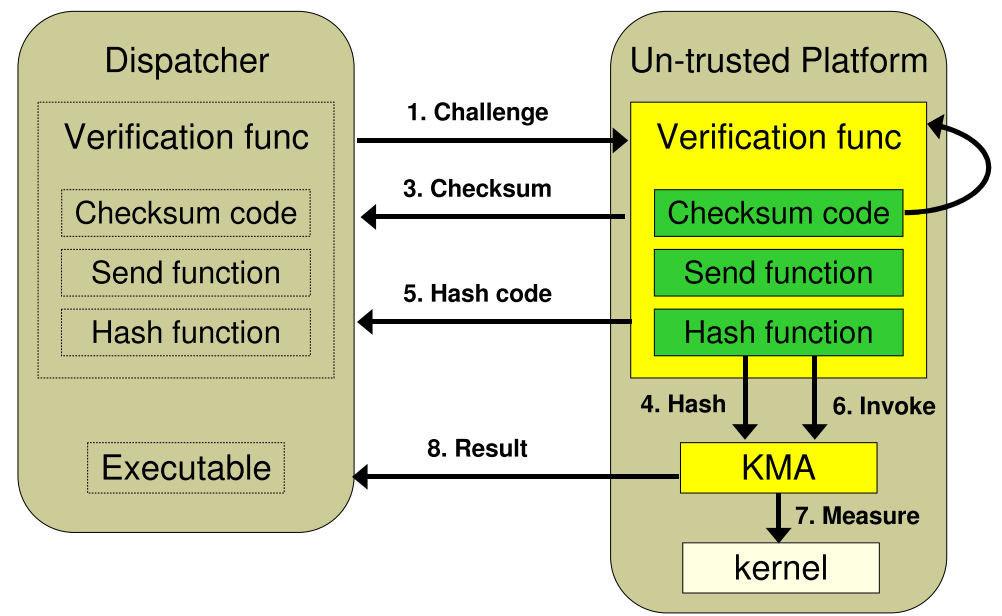 Dispatcher
Verification func
Checksum code
Send function
Hash function
Executable
1. Challenge
3. Checksum
5. Hash code
8. Result
Un-trusted Platform
Verification func
Checksum code
Send function
Hash function
4. Hash
6. Invoke
KMA
7. Measure
kernel